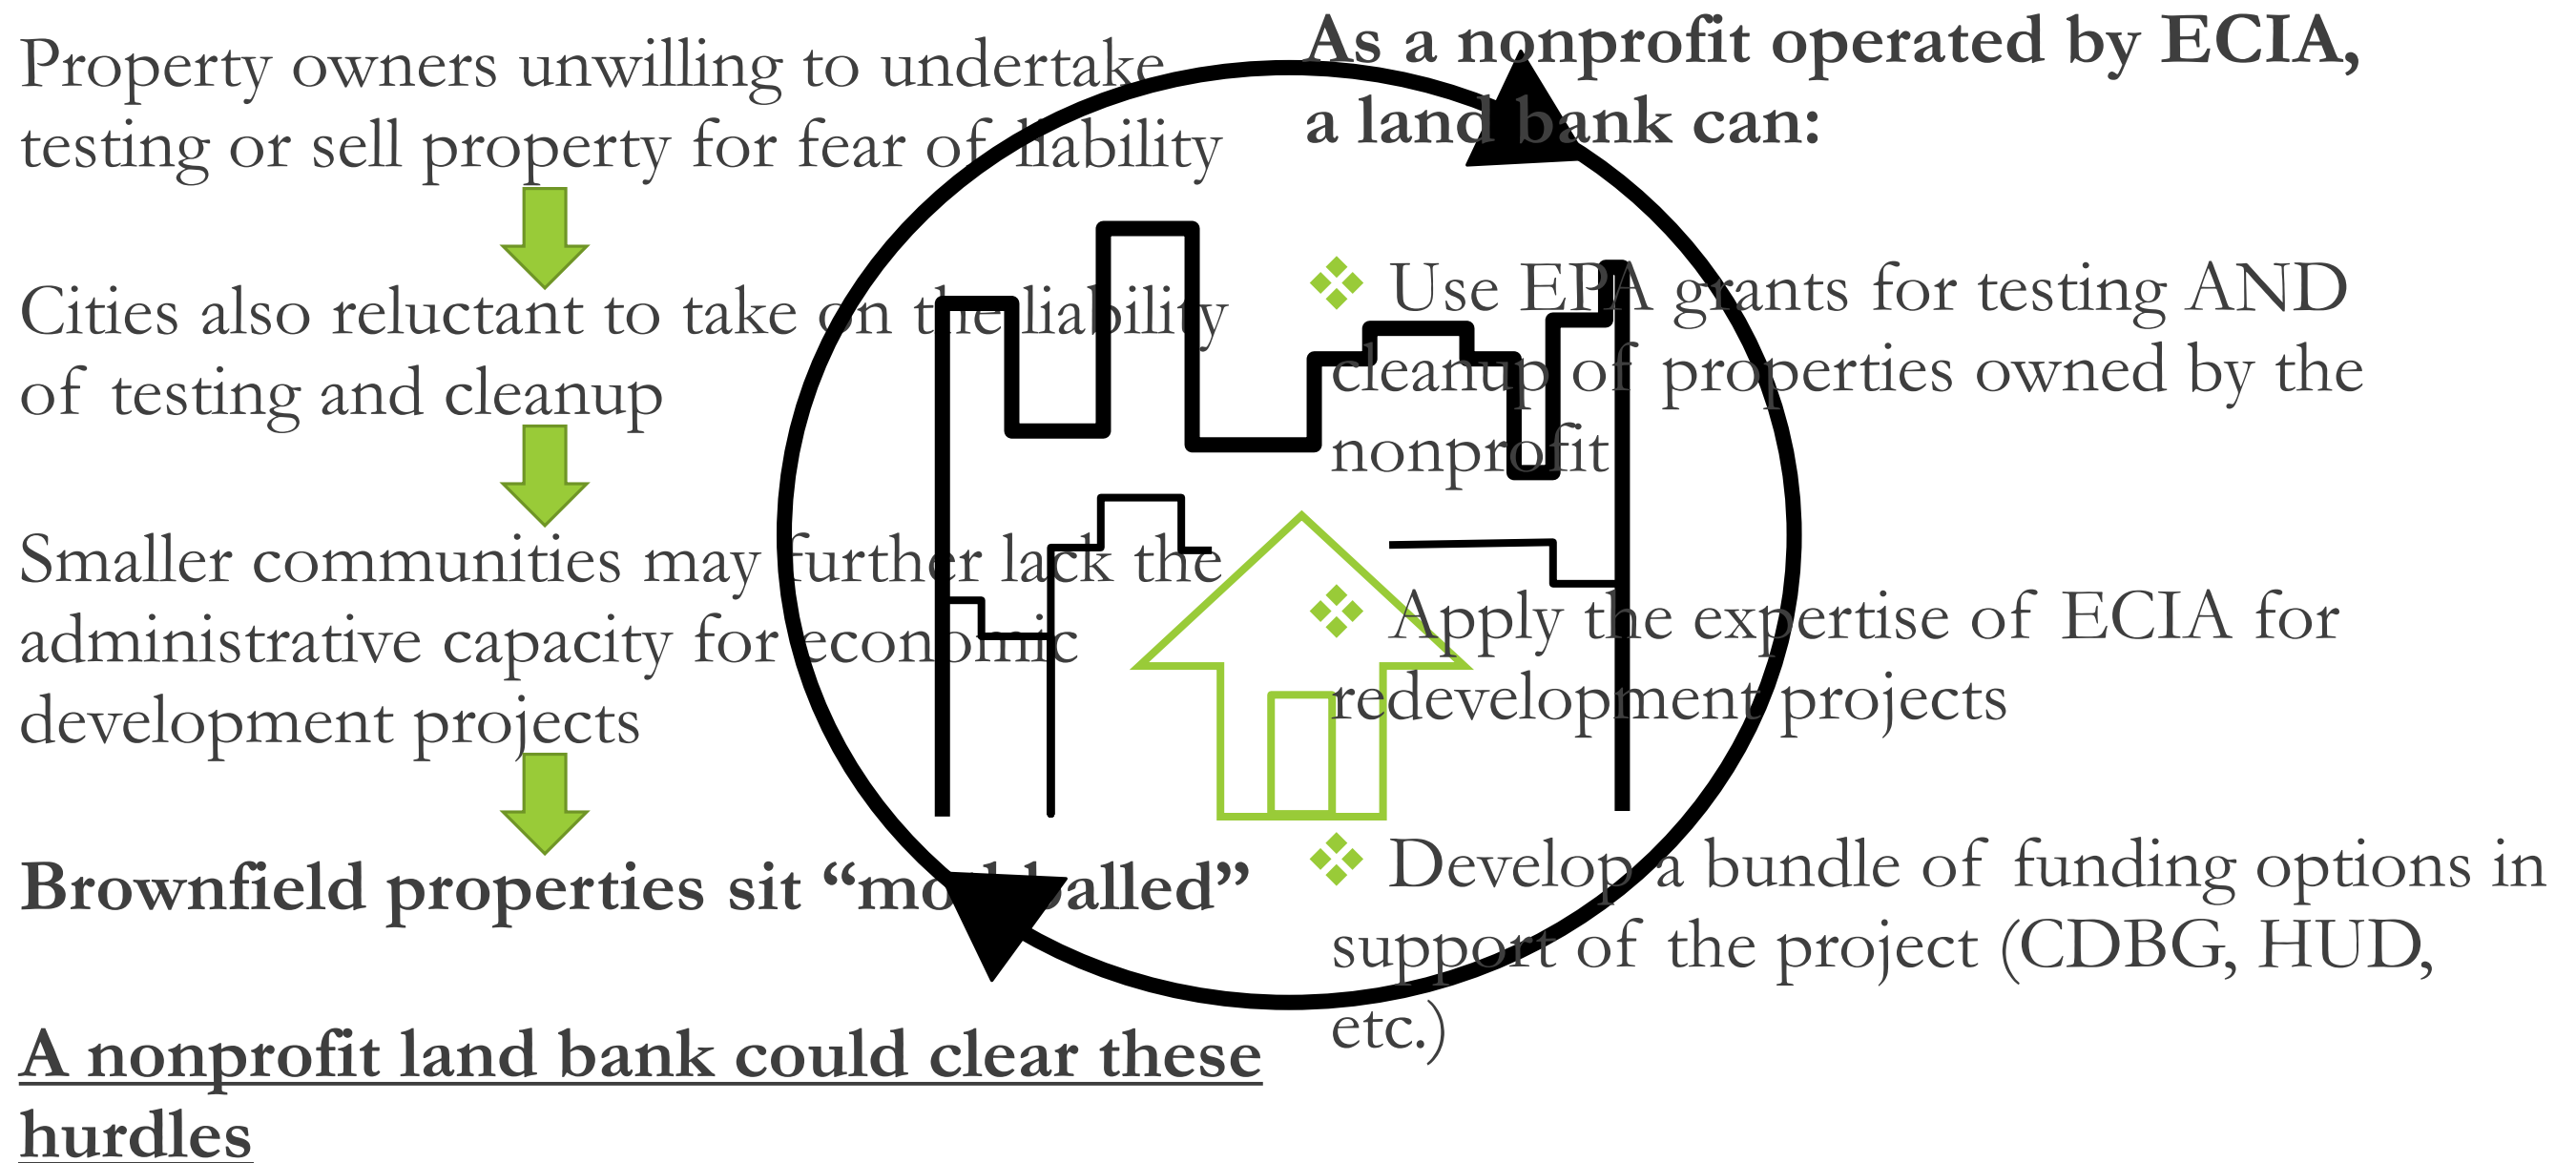 Property owners unwilling to undertake
testing or sell property for fear of liability
Cities also reluctant to take on the liability
of testing and cleanup
Smaller communities may further lack the
administrative capacity for economic
development projects
Brownfield properties sit “mothballed”
A nonprofit land bank could clear these
hurdles
As a nonprofit operated by ECIA,
a land bank can:
Use EPA grants for testing AND
cleanup of properties owned by the
nonprofit
Apply the expertise of ECIA for
redevelopment projects
Develop a bundle of funding options in
support of the project (CDBG, HUD,
etc.)